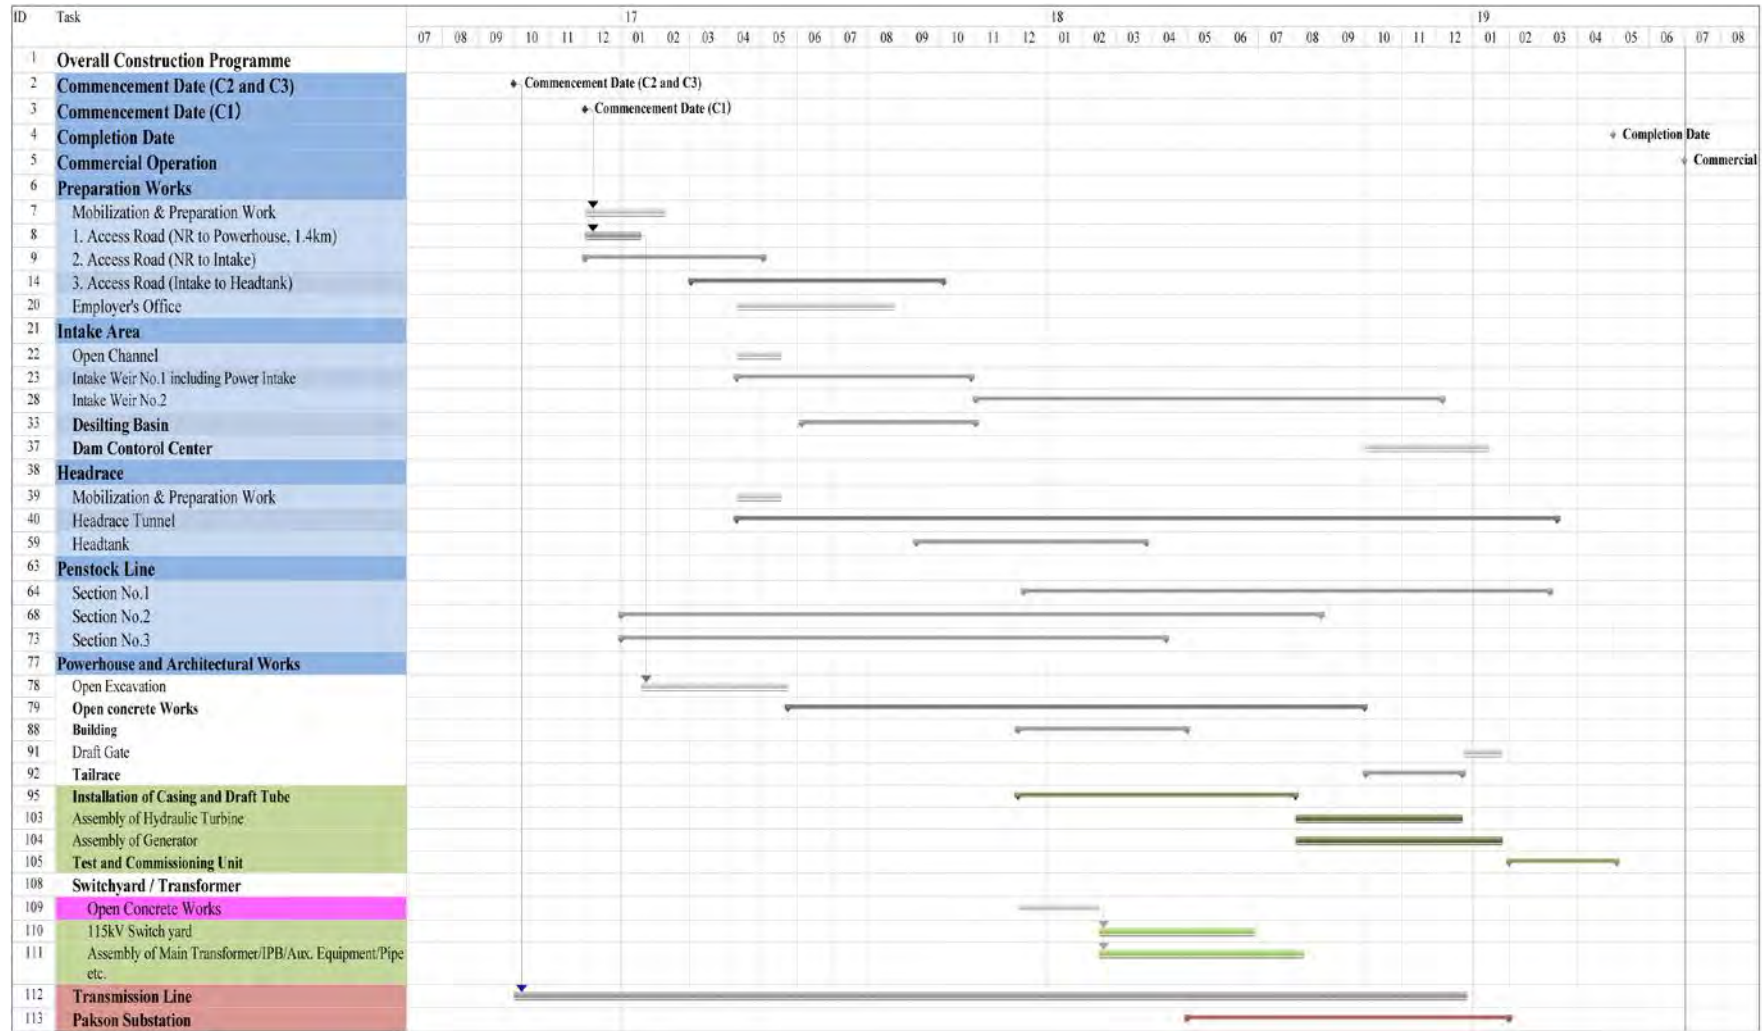 ID Task 17 18 19
07 08 09 10 11 12 01 02 03 04 05 06 07 08 09 10 11 12 01 02 03 04 05 06 07 08 09 10 11 12 01 02 03 04 05 06 07 08
1 Overall Construction Programme
2 Commencement Date (C2 and C3) Commencement Date (C2 and C3)
3 Commencement Date (C1) Commencement Date (C1)
4 Completion Date Completion Date
5 Commercial Operation Commercial
6 Preparation Works
7 Mobilization & Preparation Work
8 1. Access Road (NR to Powerhouse, 1.4km)
9 2. Access Road (NR to Intake)
14 3. Access Road (Intake to Headtank)
20 Employer's Office
21 Intake Area
22 Open Channel
23 Intake Weir No.1 including Power Intake
28 Intake Weir No.2
33 Desilting Basin
37 Dam Contorol Center
38 Headrace
39 Mobilization & Preparation Work
40 Headrace Tunnel
59 Headtank
63 Penstock Line
64 Section No.1
68 Section No.2
73 Section No.3
77 Powerhouse and Architectural Works
78 Open Excavation
79 Open concrete Works
88 Building
91 Draft Gate
92 Tailrace
95 Installation of Casing and Draft Tube
103 Assembly of Hydraulic Turbine
104 Assembly of Generator
105 Test and Commissioning Unit
108 Switchyard / Transformer
109 Open Concrete Works
110 115kV Switch yard
111 Assembly of Main Transformer/IPB/Aux. Equipment/Pipe
etc.
112 Transmission Line
113 Pakson Substation